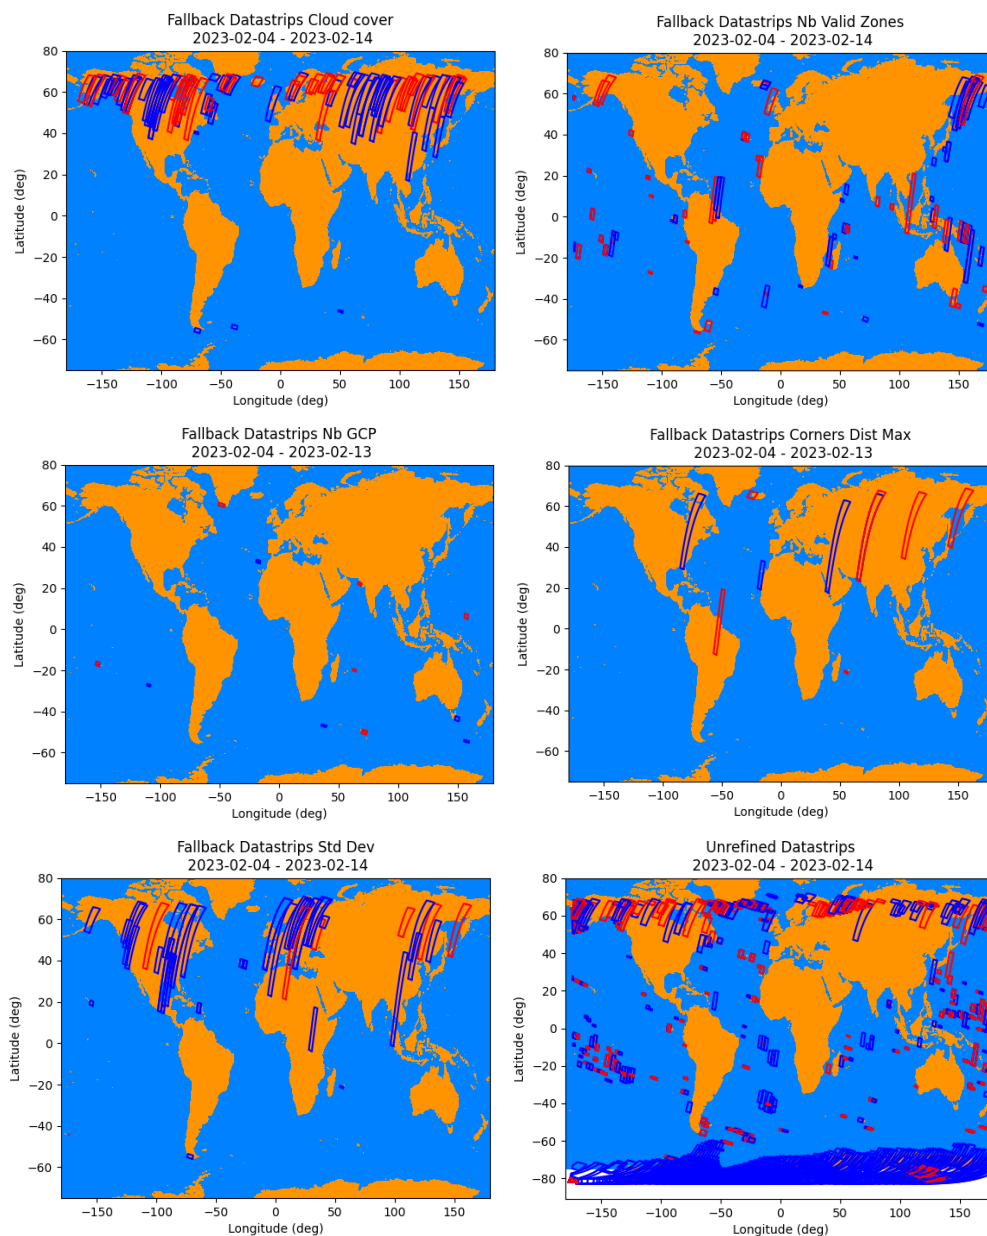 Fallback Datastrips Cloud cover
2023-02-04 - 2023-02-14
80
60
40
20
0
−20
−40
−60
Latitude (deg)
−150 −100 −50 0 50 100 150
Longitude (deg)
Fallback Datastrips Nb Valid Zones
2023-02-04 - 2023-02-14
80
60
40
20
0
−20
−40
−60
Latitude (deg)
−150 −100 −50 0 50 100 150
Longitude (deg)
Fallback Datastrips Nb GCP
2023-02-04 - 2023-02-13
80
60
40
20
0
−20
−40
−60
Latitude (deg)
−150 −100 −50 0 50 100 150
Longitude (deg)
Fallback Datastrips Corners Dist Max
2023-02-04 - 2023-02-13
80
60
40
20
0
−20
−40
−60
Latitude (deg)
−150 −100 −50 0 50 100 150
Longitude (deg)
Fallback Datastrips Std Dev
2023-02-04 - 2023-02-14
80
60
40
20
0
−20
−40
−60
Latitude (deg)
−150 −100 −50 0 50 100 150
Longitude (deg)
Unrefined Datastrips
2023-02-04 - 2023-02-14
80
60
40
20
0
−20
−40
−60
−80
Latitude (deg)
−150 −100 −50 0 50 100 150
Longitude (deg)